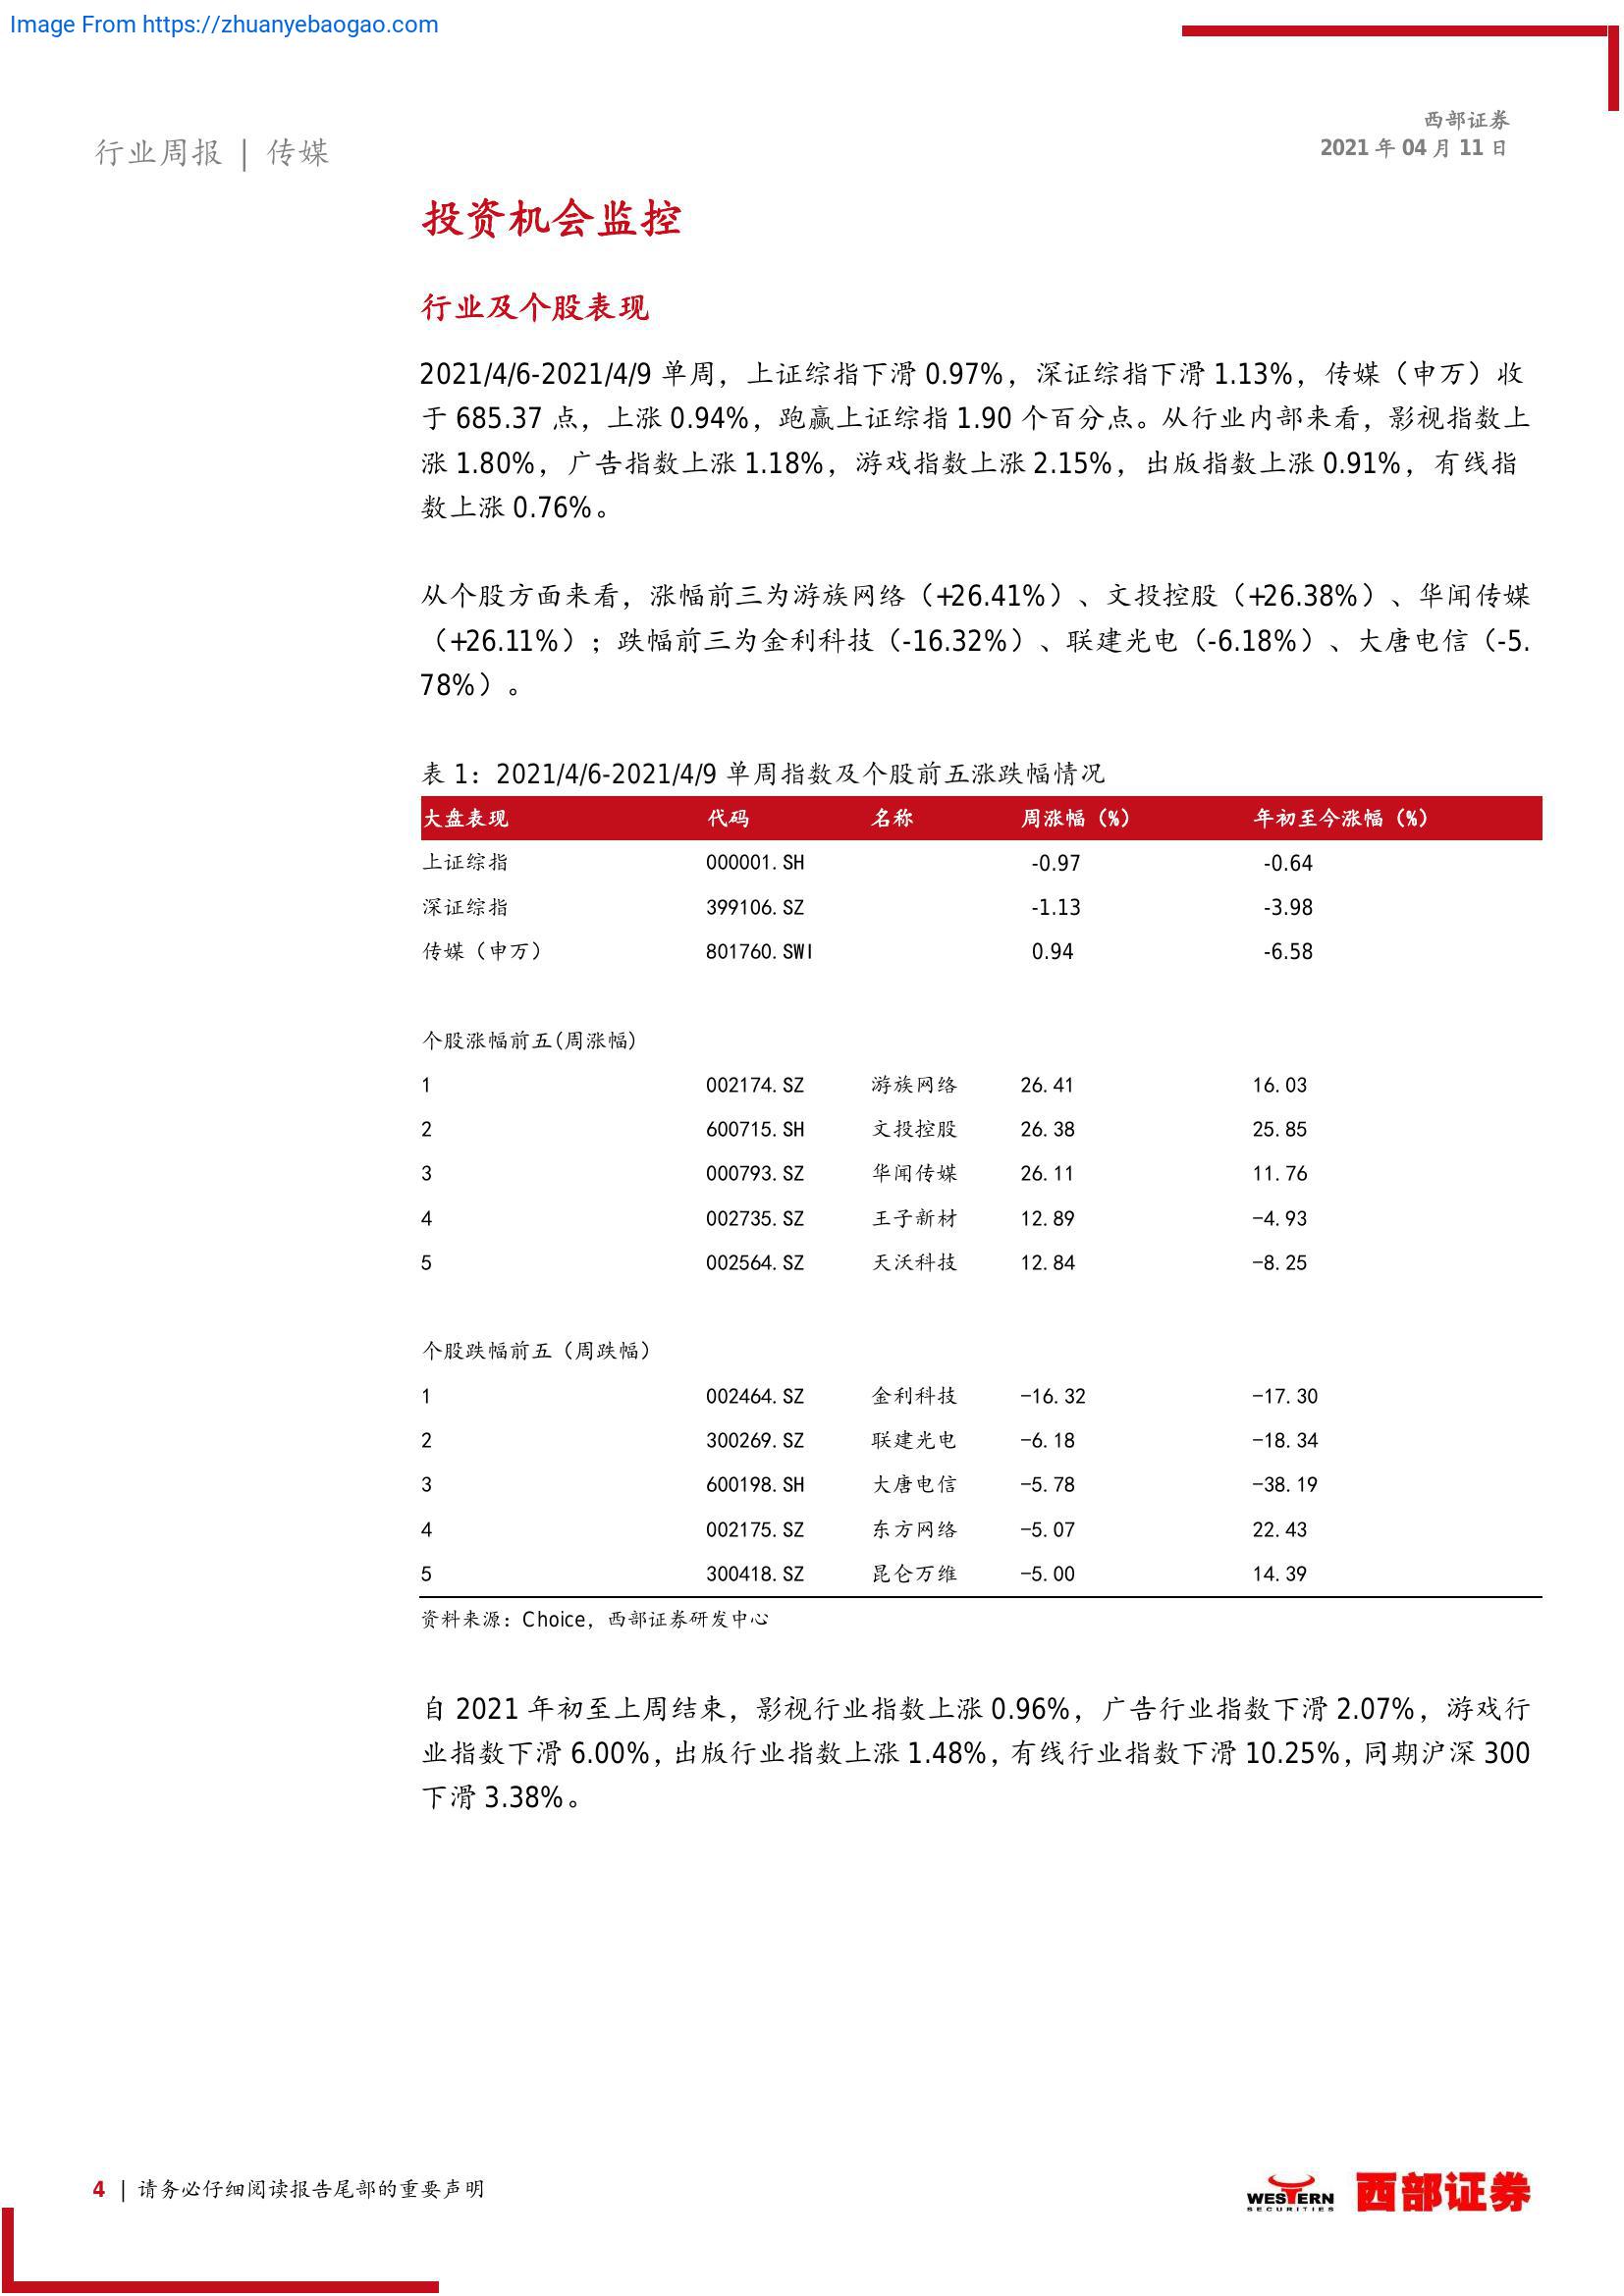 Image From https://zhuanyebaogao.com
西部证券
2021 年 04 月 11 日
行业周报 | 传媒
投资机会监控
行业及个股表现
2021/4/6-2021/4/9 单周，上证综指下滑 0.97%，深证综指下滑 1.13%，传媒（申万）收
于 685.37 点，上涨 0.94%，跑赢上证综指 1.90 个百分点。从行业内部来看，影视指数上
涨 1.80%，广告指数上涨 1.18%，游戏指数上涨 2.15%，出版指数上涨 0.91%，有线指
数上涨 0.76%。
从个股方面来看，涨幅前三为游族网络（+26.41%）、文投控股（+26.38%）、华闻传媒
（+26.11%）；跌幅前三为金利科技（-16.32%）、联建光电（-6.18%）、大唐电信（-5.
78%）。
表 1：2021/4/6-2021/4/9 单周指数及个股前五涨跌幅情况
大盘表现 代码 名称 周涨幅（%） 年初至今涨幅（%）
上证综指 000001.SH -0.97 -0.64
深证综指 399106.SZ -1.13 -3.98
传媒（申万） 801760.SWI 0.94 -6.58
个股涨幅前五(周涨幅)
1 002174.SZ 游族网络 26.41 16.03
2 600715.SH 文投控股 26.38 25.85
3 000793.SZ 华闻传媒 26.11 11.76
4 002735.SZ 王子新材 12.89 -4.93
5 002564.SZ 天沃科技 12.84 -8.25
个股跌幅前五（周跌幅）
1 002464.SZ 金利科技 -16.32 -17.30
2 300269.SZ 联建光电 -6.18 -18.34
3 600198.SH 大唐电信 -5.78 -38.19
4 002175.SZ 东方网络 -5.07 22.43
5 300418.SZ 昆仑万维 -5.00 14.39
资料来源：Choice，西部证券研发中心
自 2021 年初至上周结束，影视行业指数上涨 0.96%，广告行业指数下滑 2.07%，游戏行
业指数下滑 6.00%，出版行业指数上涨 1.48%，有线行业指数下滑 10.25%，同期沪深 300
下滑 3.38%。
4 | 请务必仔细阅读报告尾部的重要声明
WESTERN
SECURITIES
西部证券